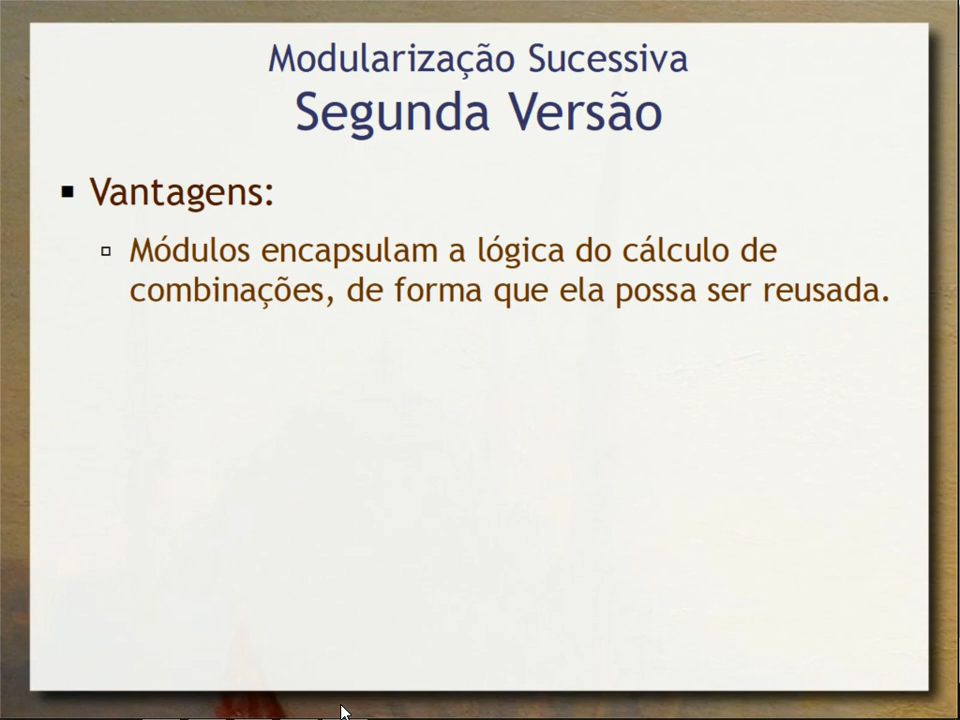 Modularização Sucessiva
Segunda Versão
Vantagens:
Módulos encapsulam a lógica do cálculo de
combinações, de forma que ela possa ser reusada.